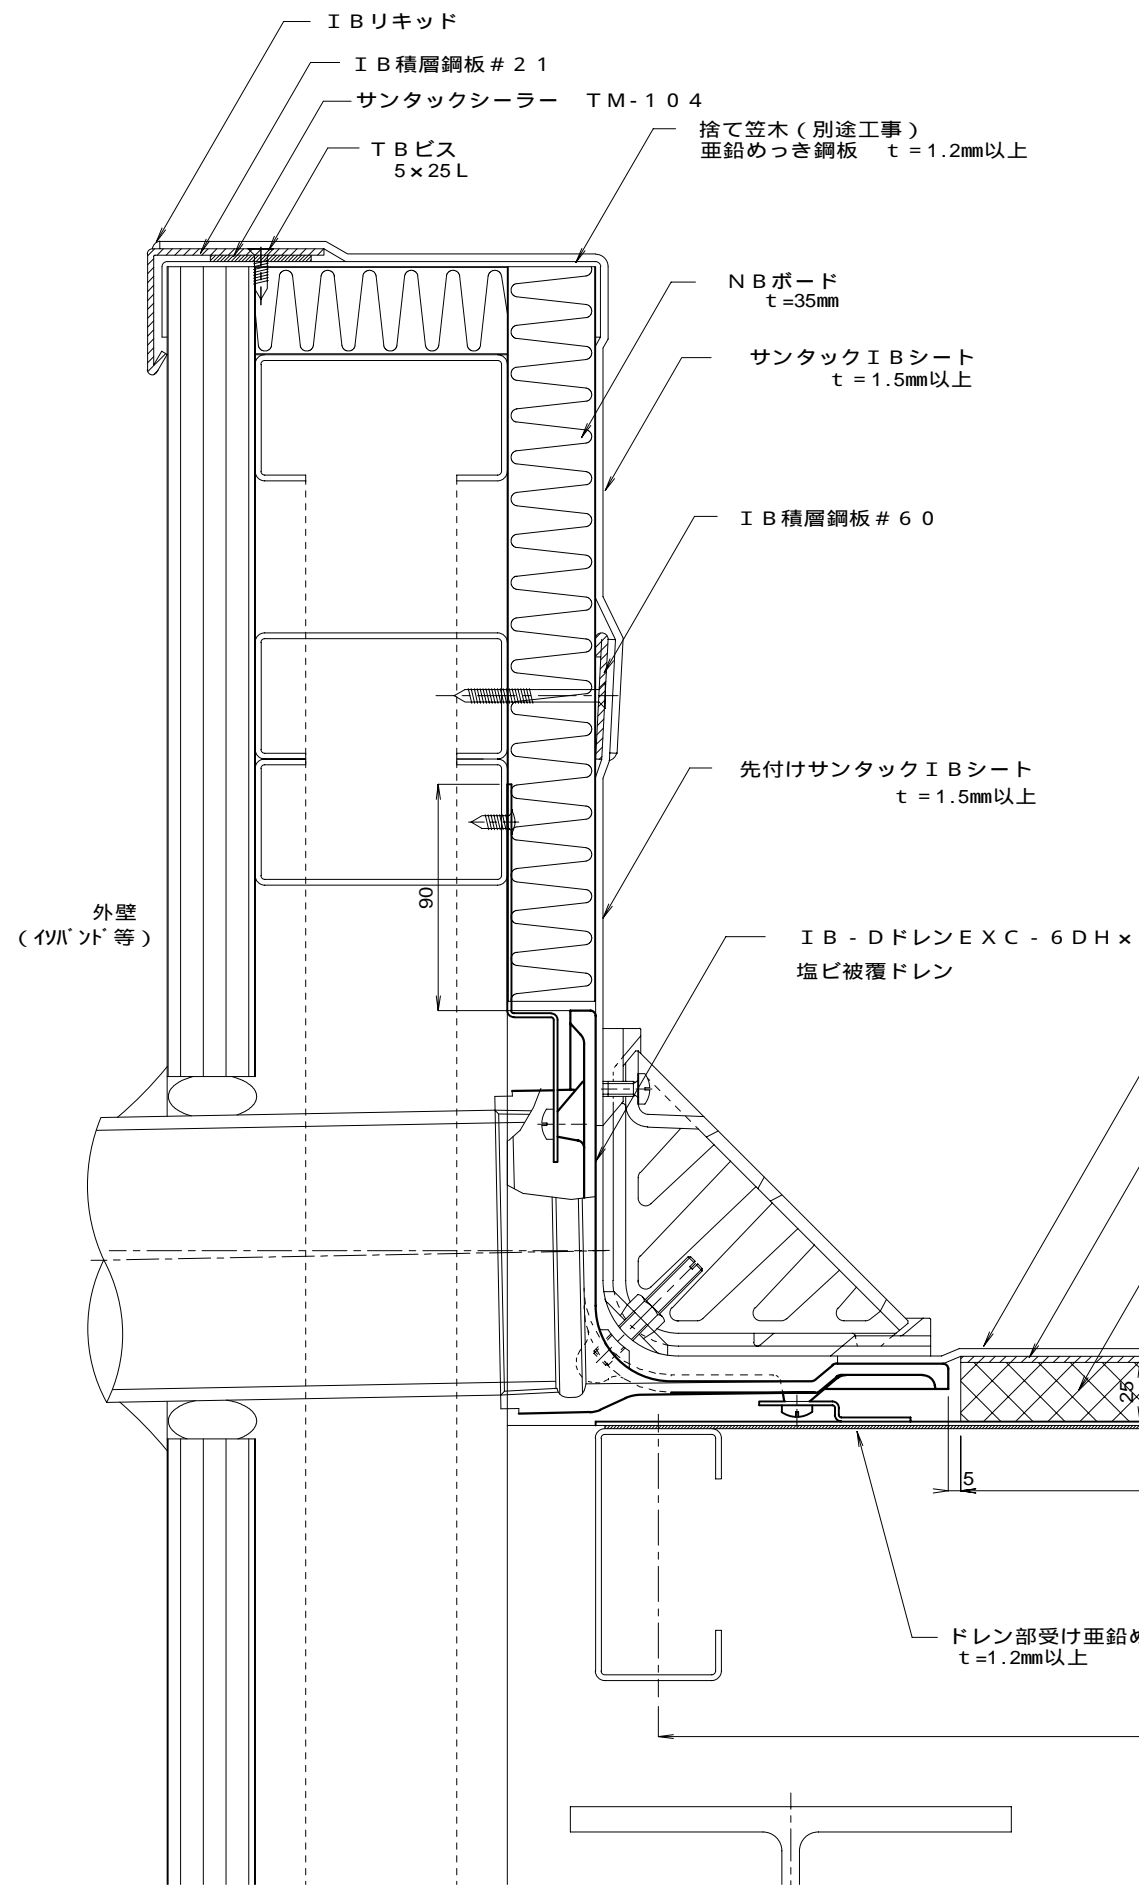 ＩＢリキッド
ＩＢ積層鋼板＃２１
サンタックシーラー　ＴＭ-１０４
捨て笠木（別途工事）
亜鉛めっき鋼板　ｔ＝1.2mm以上
ＴＢビス
5×25Ｌ
ＮＢボード
ｔ=35mm
サンタックＩＢシート
ｔ＝1.5mm以上
ＩＢ積層鋼板＃６０
先付けサンタックＩＢシート
ｔ＝1.5mm以上
90
外壁
（ｲｿﾊﾞﾝﾄﾞ等）
ＩＢ‐ＤドレンＥＸＣ‐６ＤＨ×
塩ビ被覆ドレン
25
5
ドレン部受け亜鉛め
ｔ=1.2mm以上